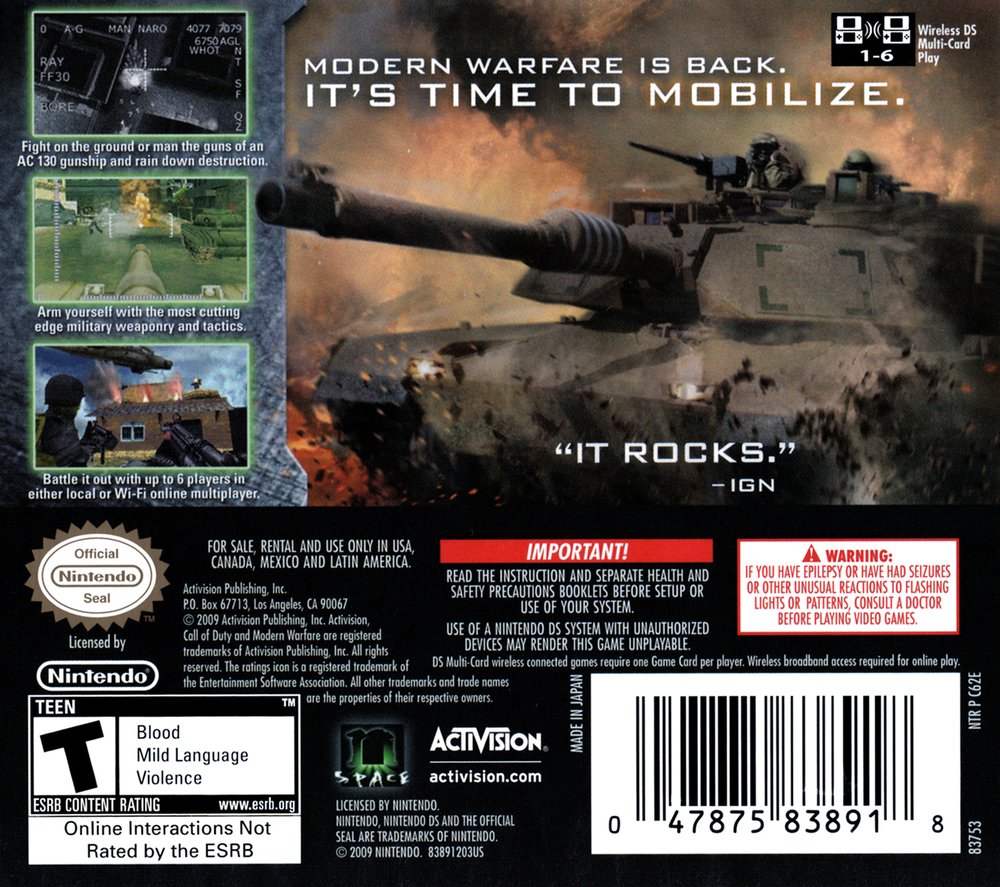 0 A-G MAN NARO 4077 7079
6750 AGL
WHOT
N
T
RAY
FF30
S
F
BORE
QZ
Fight on the ground or man the guns of an
AC 130 gunship and rain down destruction.
Arm yourself with the most cutting
edge military weaponry and tactics.
Battle it out with up to 6 players in
either local or Wi-Fi online multiplayer.
MODERN WARFARE IS BACK.
IT'S TIME TO MOBILIZE.
1-6
Wireless DS
Multi-Card
Play
“IT ROCKS.”
–IGN
Official
Nintendo
Seal
TM
Licensed by
Nintendo®
FOR SALE, RENTAL AND USE ONLY IN USA,
CANADA, MEXICO AND LATIN AMERICA.
Activision Publishing, Inc.
P.O. Box 67713, Los Angeles, CA 90067
© 2009 Activision Publishing, Inc. Activision,
Call of Duty and Modern Warfare are registered
trademarks of Activision Publishing, Inc. All rights
reserved. The ratings icon is a registered trademark of
the Entertainment Software Association. All other trademarks and trade names
are the properties of their respective owners.
IMPORTANT!
READ THE INSTRUCTION AND SEPARATE HEALTH AND
SAFETY PRECAUTIONS BOOKLETS BEFORE SETUP OR
USE OF YOUR SYSTEM.
USE OF A NINTENDO DS SYSTEM WITH UNAUTHORIZED
DEVICES MAY RENDER THIS GAME UNPLAYABLE.
WARNING:
IF YOU HAVE EPILEPSY OR HAVE HAD SEIZURES
OR OTHER UNUSUAL REACTIONS TO FLASHING
LIGHTS OR PATTERNS, CONSULT A DOCTOR
BEFORE PLAYING VIDEO GAMES.
DS Multi-Card wireless connected games require one Game Card per player. Wireless broadband access required for online play.
TEEN
TM
T
Blood
Mild Language
Violence
ESRB CONTENT RATING www.esrb.org
Online Interactions Not
Rated by the ESRB
n
SPACE
ACTIVISION®
activision.com
LICENSED BY NINTENDO.
NINTENDO, NINTENDO DS AND THE OFFICIAL
SEAL ARE TRADEMARKS OF NINTENDO.
© 2009 NINTENDO. 83891203US
MADE IN JAPAN
0 47875 83891 8
NTR P C62E
83753